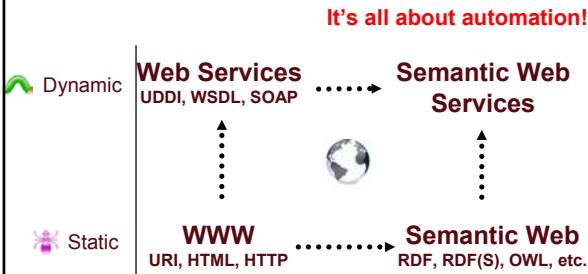 It's all about automation!
Dynamic
Web Services
UDDI, WSDL, SOAP
Semantic Web
Services
Static
WWW
URI, HTML, HTTP
Semantic Web
RDF, RDF(S), OWL, etc.